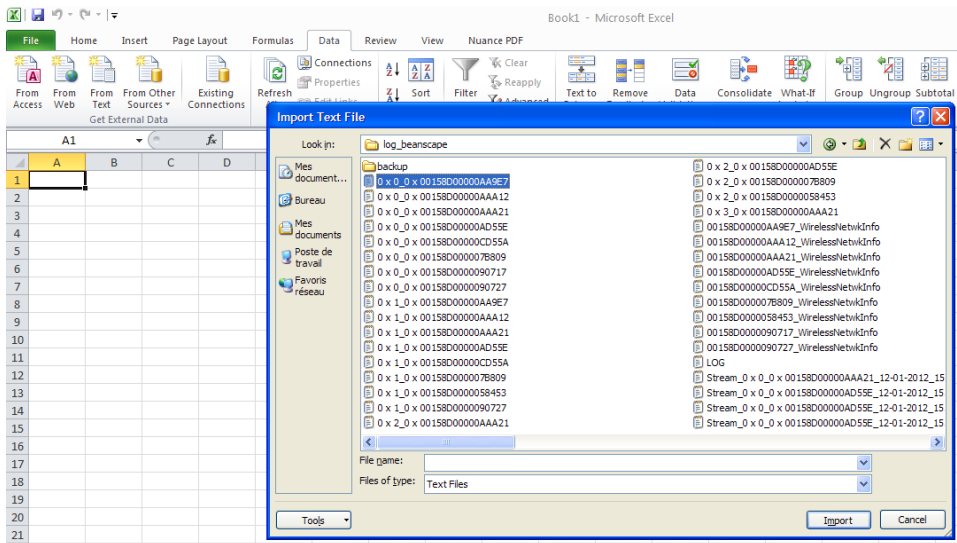 Book1 - Microsoft Excel
File Home Insert Page Layout Formulas Data Review View Nuance PDF
From Access
From Web
From Text
From Other Sources
Existing Connections
Get External Data
Refresh
Connections
Properties
Edit Links
Sort
Filter
Clear
Reapply
Advanced
Text to
Remove
Data
Validation
Consolidate
What-If
Group Ungroup Subtotal
A1
fx
A B C D
1
2
3
4
5
6
7
8
9
10
11
12
13
14
15
16
17
18
19
20
21
Import Text File
Look in: log_beanscape
Mes document...
Bureau
Mes documents
Poste de travail
Favoris réseau
backup
0 x 0_0 x 00158D00000AA9E7
0 x 0_0 x 00158D00000AAA12
0 x 0_0 x 00158D00000AAA21
0 x 0_0 x 00158D00000AD55E
0 x 0_0 x 00158D00000CD55A
0 x 0_0 x 00158D000007B809
0 x 0_0 x 00158D0000090717
0 x 0_0 x 00158D0000090727
0 x 1_0 x 00158D00000AA9E7
0 x 1_0 x 00158D00000AAA12
0 x 1_0 x 00158D00000AAA21
0 x 1_0 x 00158D00000AD55E
0 x 1_0 x 00158D00000CD55A
0 x 1_0 x 00158D000007B809
0 x 1_0 x 00158D0000058453
0 x 1_0 x 00158D0000090727
0 x 2_0 x 00158D00000AAA21
0 x 2_0 x 00158D00000AD55E
0 x 2_0 x 00158D000007B809
0 x 2_0 x 00158D0000058453
0 x 3_0 x 00158D00000AAA21
00158D00000AA9E7_WirelessNetwkInfo
00158D00000AAA12_WirelessNetwkInfo
00158D00000AAA21_WirelessNetwkInfo
00158D00000AD55E_WirelessNetwkInfo
00158D00000CD55A_WirelessNetwkInfo
00158D000007B809_WirelessNetwkInfo
00158D0000058453_WirelessNetwkInfo
00158D0000090717_WirelessNetwkInfo
00158D0000090727_WirelessNetwkInfo
LOG
Stream_0 x 0_0 x 00158D00000AAA21_12-01-2012_15
Stream_0 x 0_0 x 00158D00000AD55E_12-01-2012_15
Stream_0 x 0_0 x 00158D00000AD55E_12-01-2012_15
Stream_0 x 0_0 x 00158D00000AD55E_12-01-2012_15
File name:
Files of type: Text Files
Tools
Import
Cancel